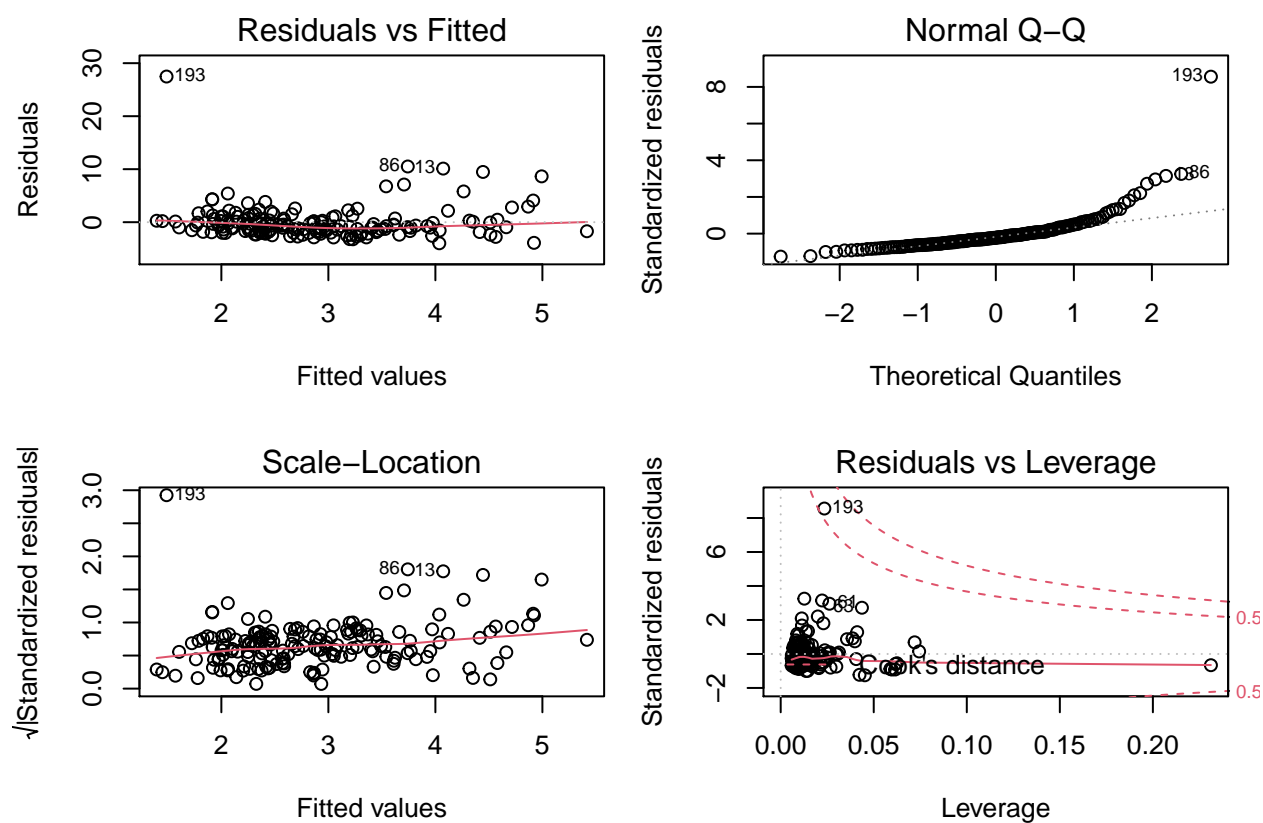 Residuals vs Fitted
Residuals
0 10 20 30
193
86 13
2 3 4 5
Fitted values
Normal Q−Q
Standardized residuals
0 4 8
193
86
−2 −1 0 1 2
Theoretical Quantiles
Scale−Location
√|Standardized residuals|
0.0 1.0 2.0 3.0
193
86 13
2 3 4 5
Fitted values
Residuals vs Leverage
Standardized residuals
−2 2 6
193
61
k's distance
0.5
0.5
0.00 0.05 0.10 0.15 0.20
Leverage